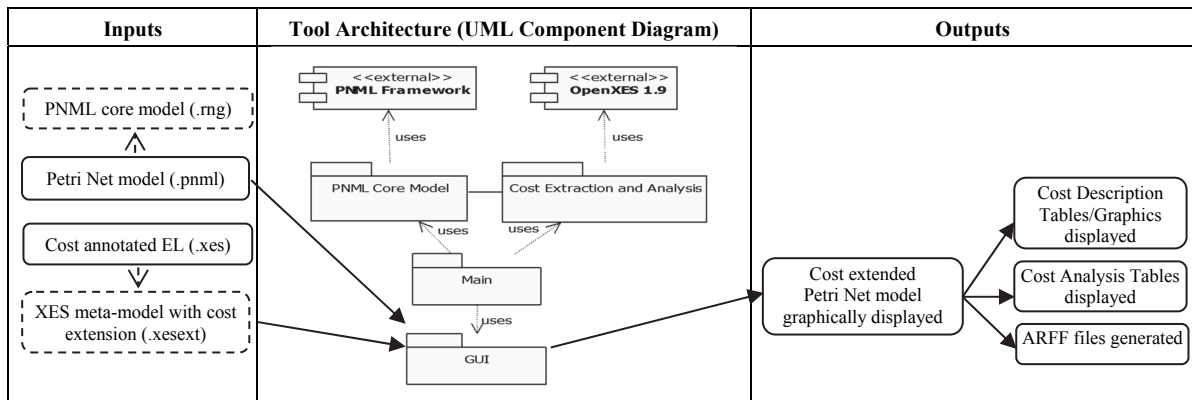 Inputs
Tool Architecture (UML Component Diagram)
Outputs
PNML core model (.rng)
Petri Net model (.pnml)
Cost annotated EL (.xes)
XES meta-model with cost
extension (.xesext)
<<external>>
PNML Framework
<<external>>
OpenXES 1.9
uses
uses
PNML Core Model
Cost Extraction and Analysis
uses
uses
Main
uses
GUI
Cost extended
Petri Net model
graphically displayed
Cost Description
Tables/Graphics
displayed
Cost Analysis Tables
displayed
ARFF files generated